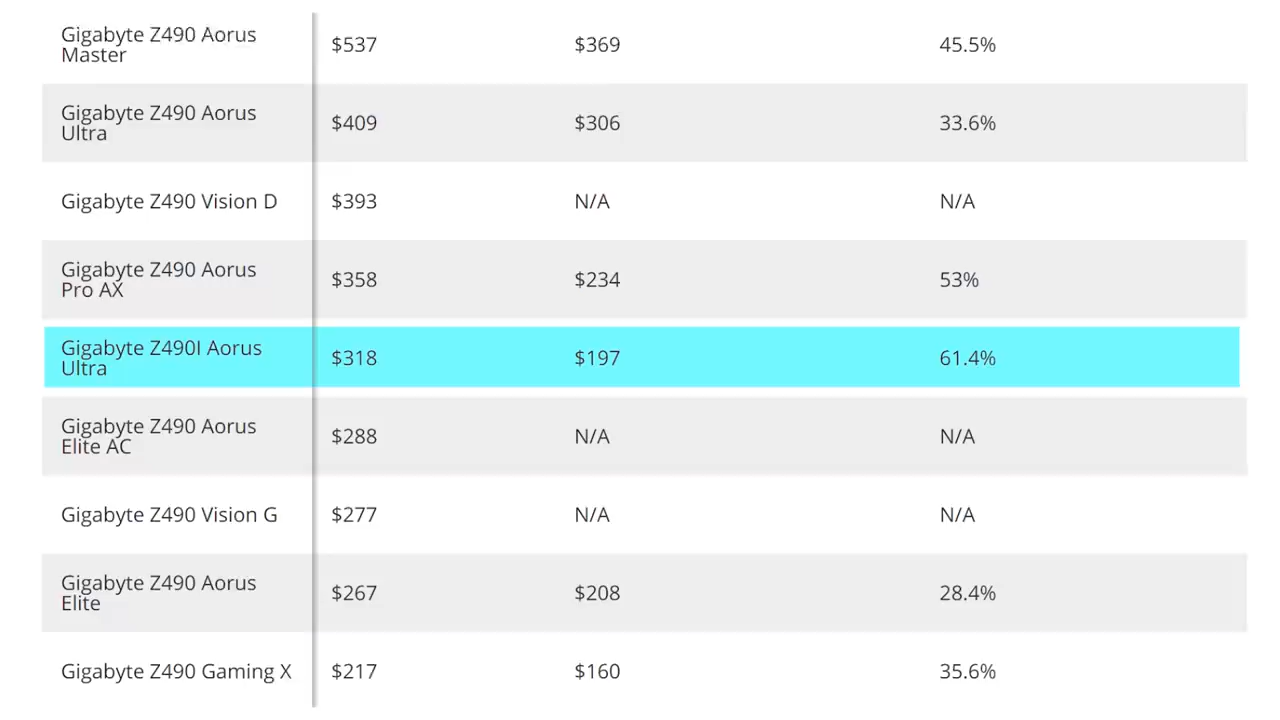 Gigabyte Z490 Aorus
Master
$537
$369
45.5%
Gigabyte Z490 Aorus
Ultra
$409
$306
33.6%
Gigabyte Z490 Vision D
$393
N/A
N/A
Gigabyte Z490 Aorus
Pro AX
$358
$234
53%
Gigabyte Z490I Aorus
Ultra
$318
$197
61.4%
Gigabyte Z490 Aorus
Elite AC
$288
N/A
N/A
Gigabyte Z490 Vision G
$277
N/A
N/A
Gigabyte Z490 Aorus
Elite
$267
$208
28.4%
Gigabyte Z490 Gaming X
$217
$160
35.6%